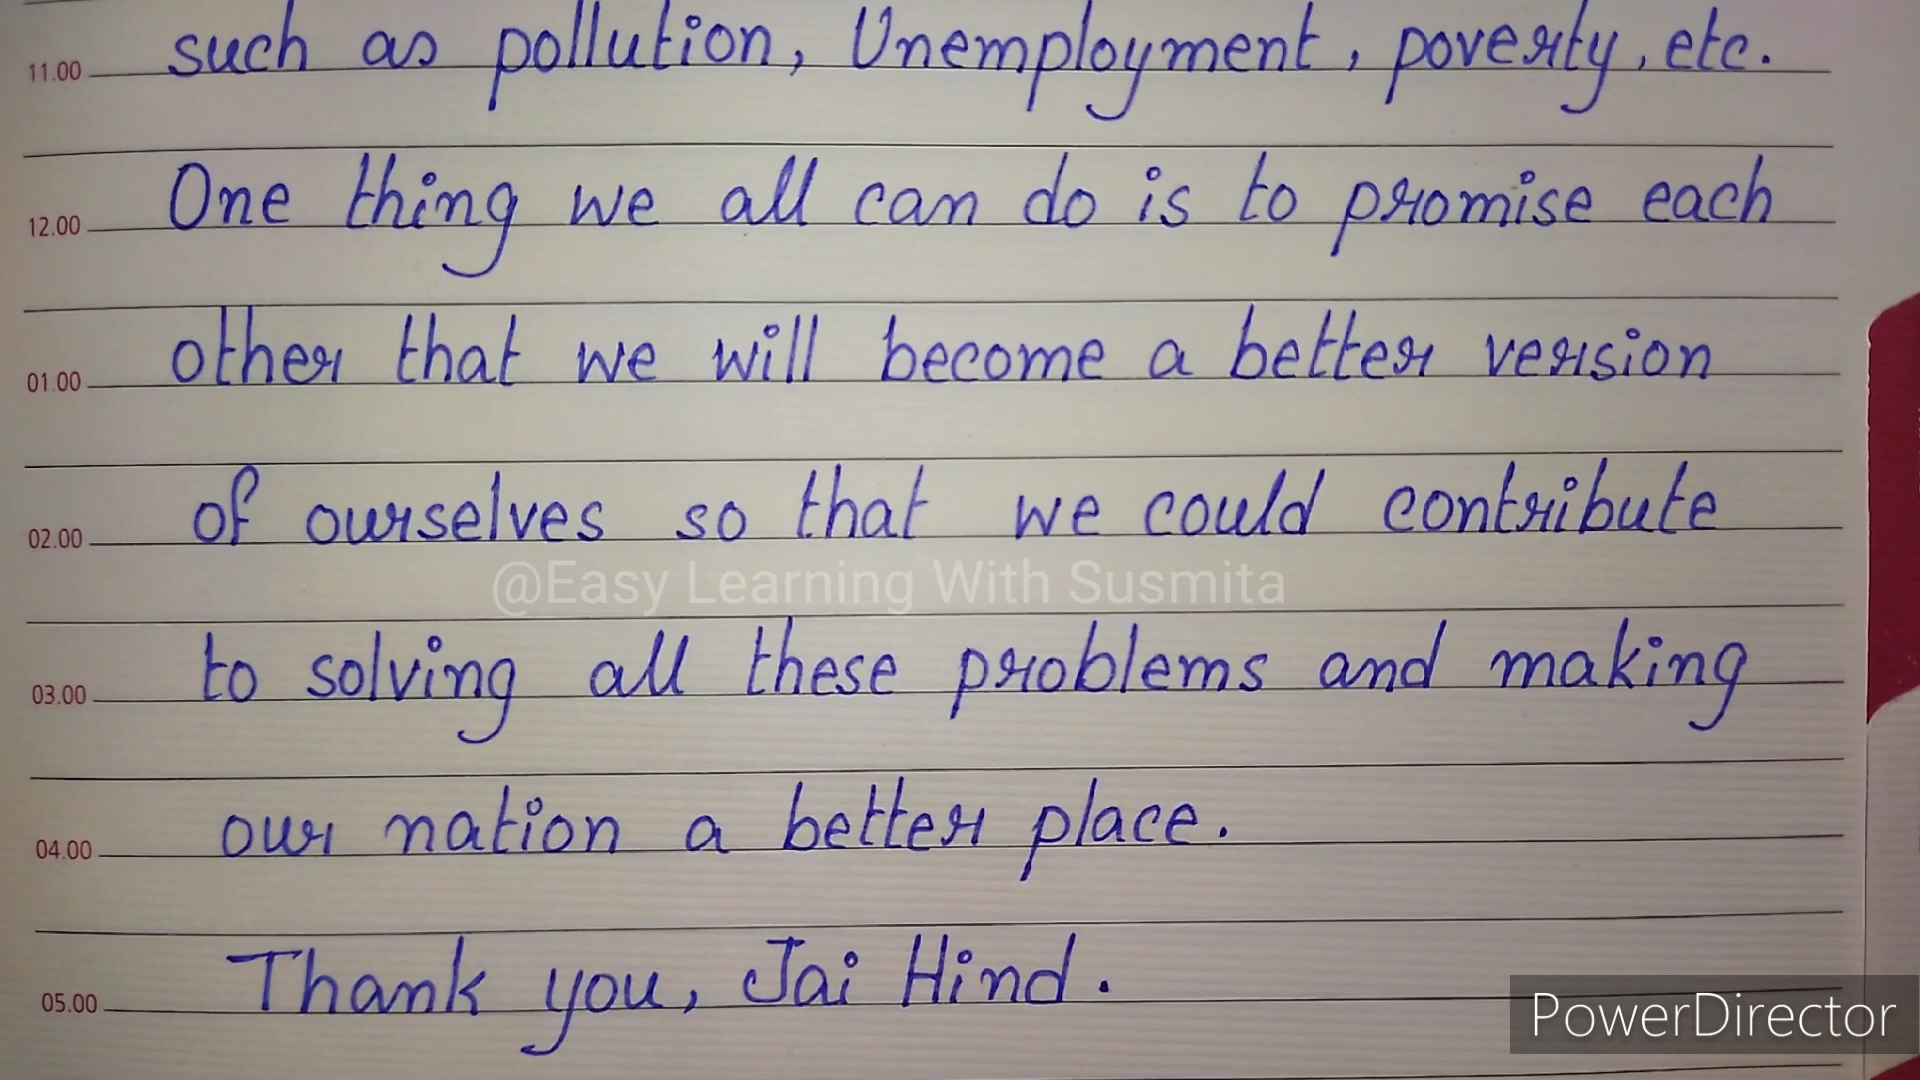 11.00 such as pollution, Unemployment, poverty, etc.
12.00 One thing we all can do is to promise each
01.00 other that we will become a better version
02.00 of ourselves so that we could contribute
@Easy Learning With Susmita
03.00 to solving all these problems and making
04.00 our nation a better place.
05.00 Thank you, Jai Hind.
PowerDirector